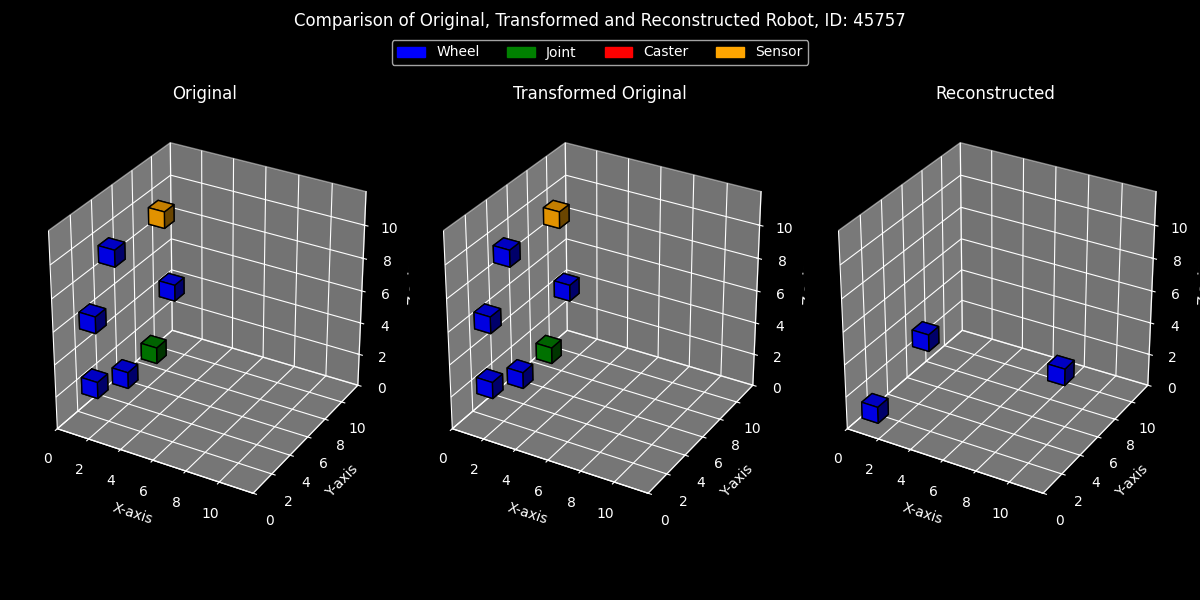 Comparison of Original, Transformed and Reconstructed Robot, ID: 45757
Wheel Joint Caster Sensor
Original Transformed Original Reconstructed
10 10 10
8 8 8
6 6 6
4 4 4
2 2 2
0 0 0
10 10 10
8 8 8
6 6 6
4 4 4
2 2 2
0 0 0
0 2 4 6 8 10 0 2 4 6 8 10 0 2 4 6 8 10
X-axis Y-axis X-axis Y-axis X-axis Y-axis